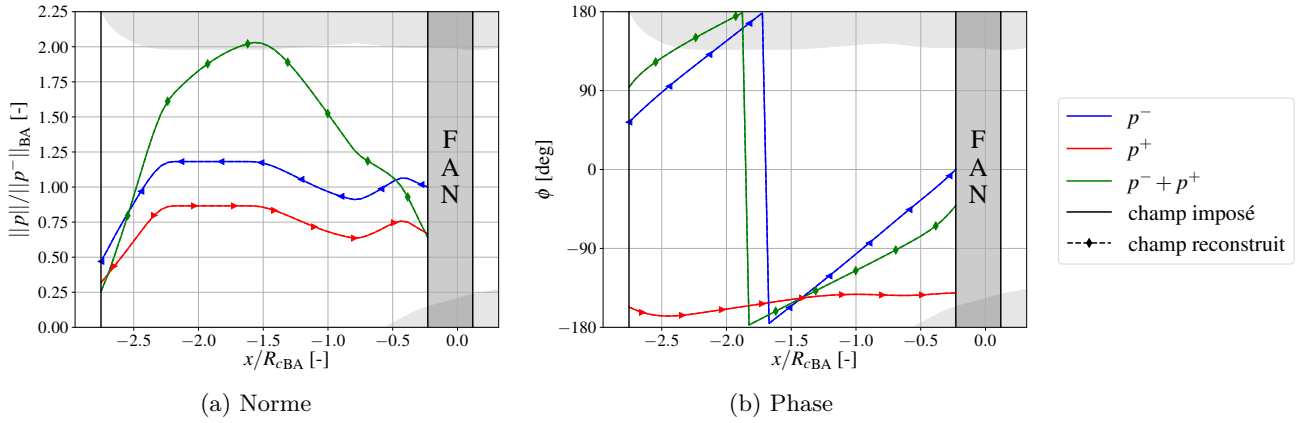 2.25
2.00
1.75
1.50
1.25
1.00
0.75
0.50
0.25
0.00
||p||/||p⁻||BA [-]
−2.5
−2.0
−1.5
−1.0
−0.5
0.0
x/RcBA [-]
F
A
N
(a) Norme
180
90
0
−90
−180
ϕ [deg]
−2.5
−2.0
−1.5
−1.0
−0.5
0.0
x/RcBA [-]
F
A
N
(b) Phase
p⁻
p⁺
p⁻ + p⁺
champ imposé
champ reconstruit